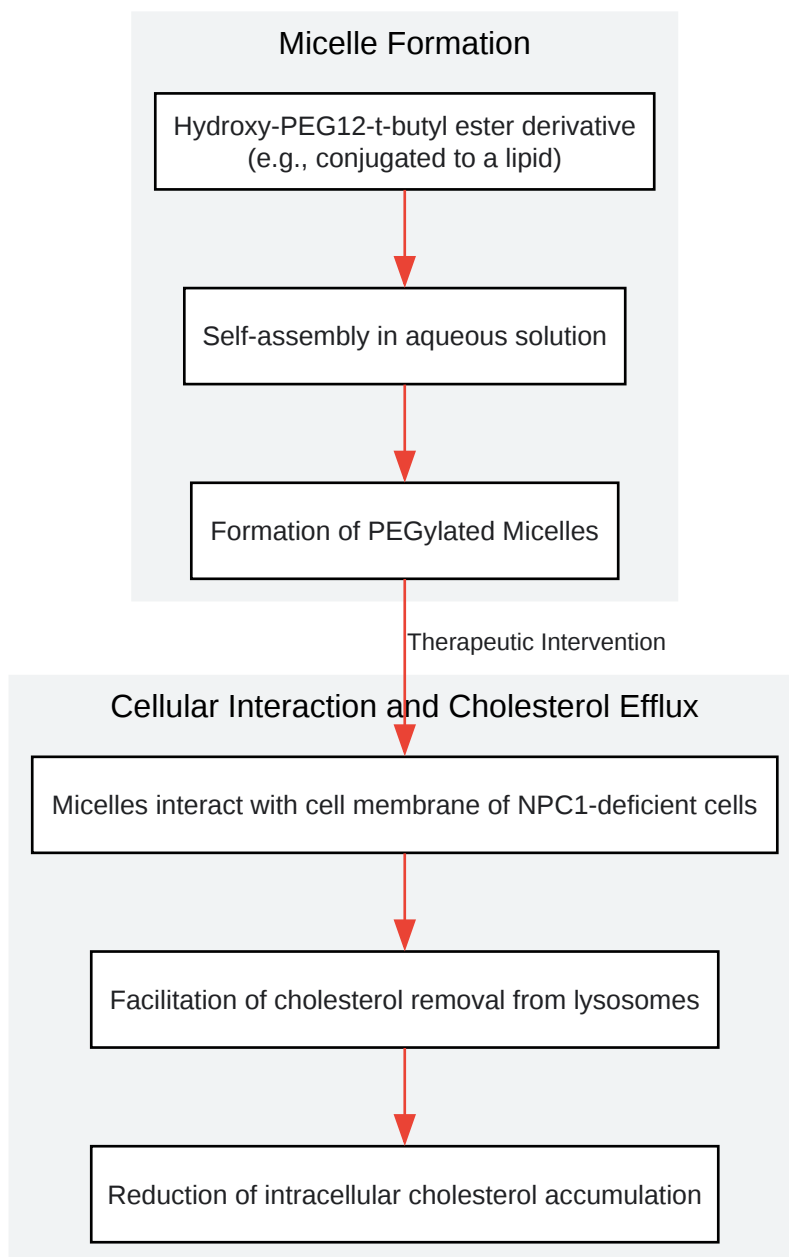 Micelle Formation
Hydroxy-PEG12-t-butyl ester derivative
(e.g., conjugated to a lipid)
Self-assembly in aqueous solution
Formation of PEGylated Micelles
Therapeutic Intervention
Cellular Interaction and Cholesterol Efflux
Micelles interact with cell membrane of NPC1-deficient cells
Facilitation of cholesterol removal from lysosomes
Reduction of intracellular cholesterol accumulation